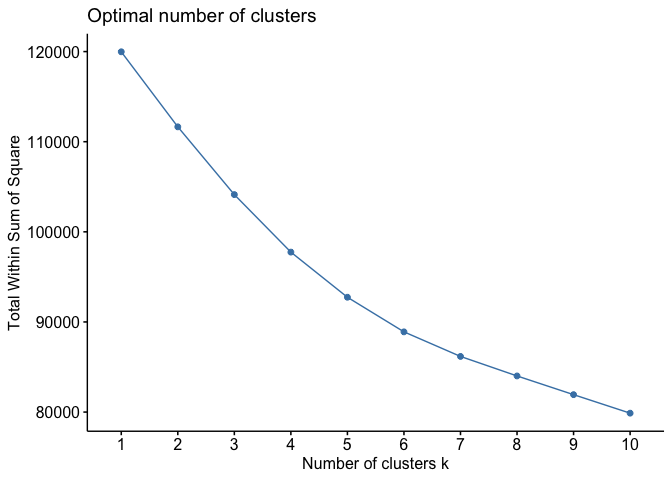 Optimal number of clusters
120000
110000
100000
90000
80000
Total Within Sum of Square
1 2 3 4 5 6 7 8 9 10
Number of clusters k